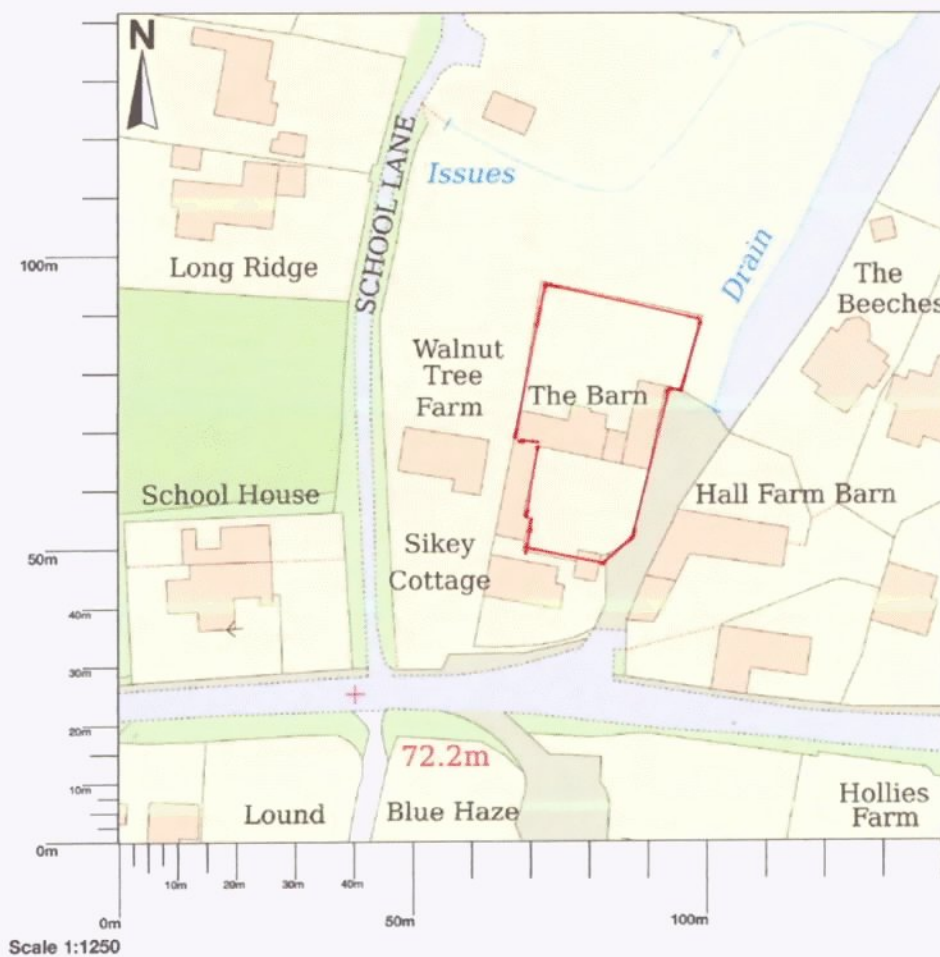 N
SCHOOL LANE
Issues
Drain
Long Ridge
The
Beeches
100m
Walnut
Tree
Farm
The Barn
School House
Hall Farm Barn
50m
Sikey
Cottage
40m
30m
20m
72.2m
10m
Lound
Blue Haze
Hollies
Farm
0m
10m
20m
30m
40m
0m
50m
100m
Scale 1:1250